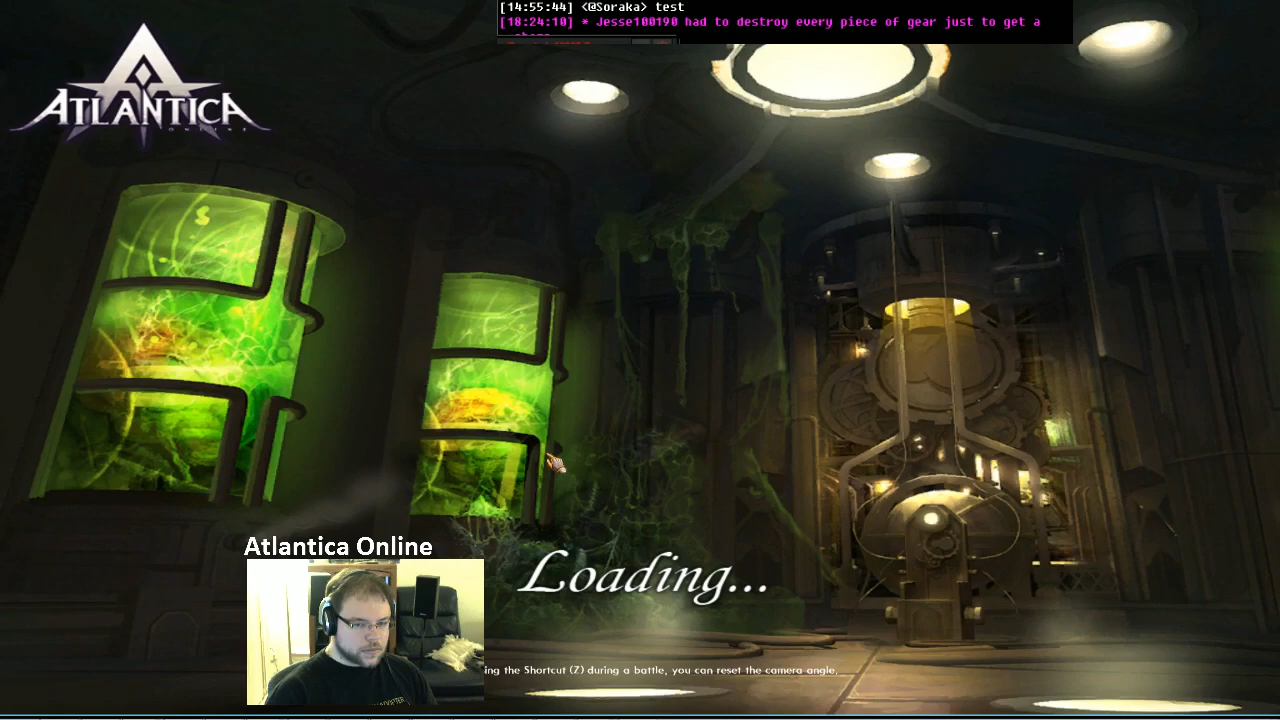 [14:55:44] <@Soraka> test
[18:24:10] * Jesse100190 had to destroy every piece of gear just to get a
ATLANTICA
ONLINE
Atlantica Online
Loading...
ing the Shortcut (Z) during a battle, you can reset the camera angle.